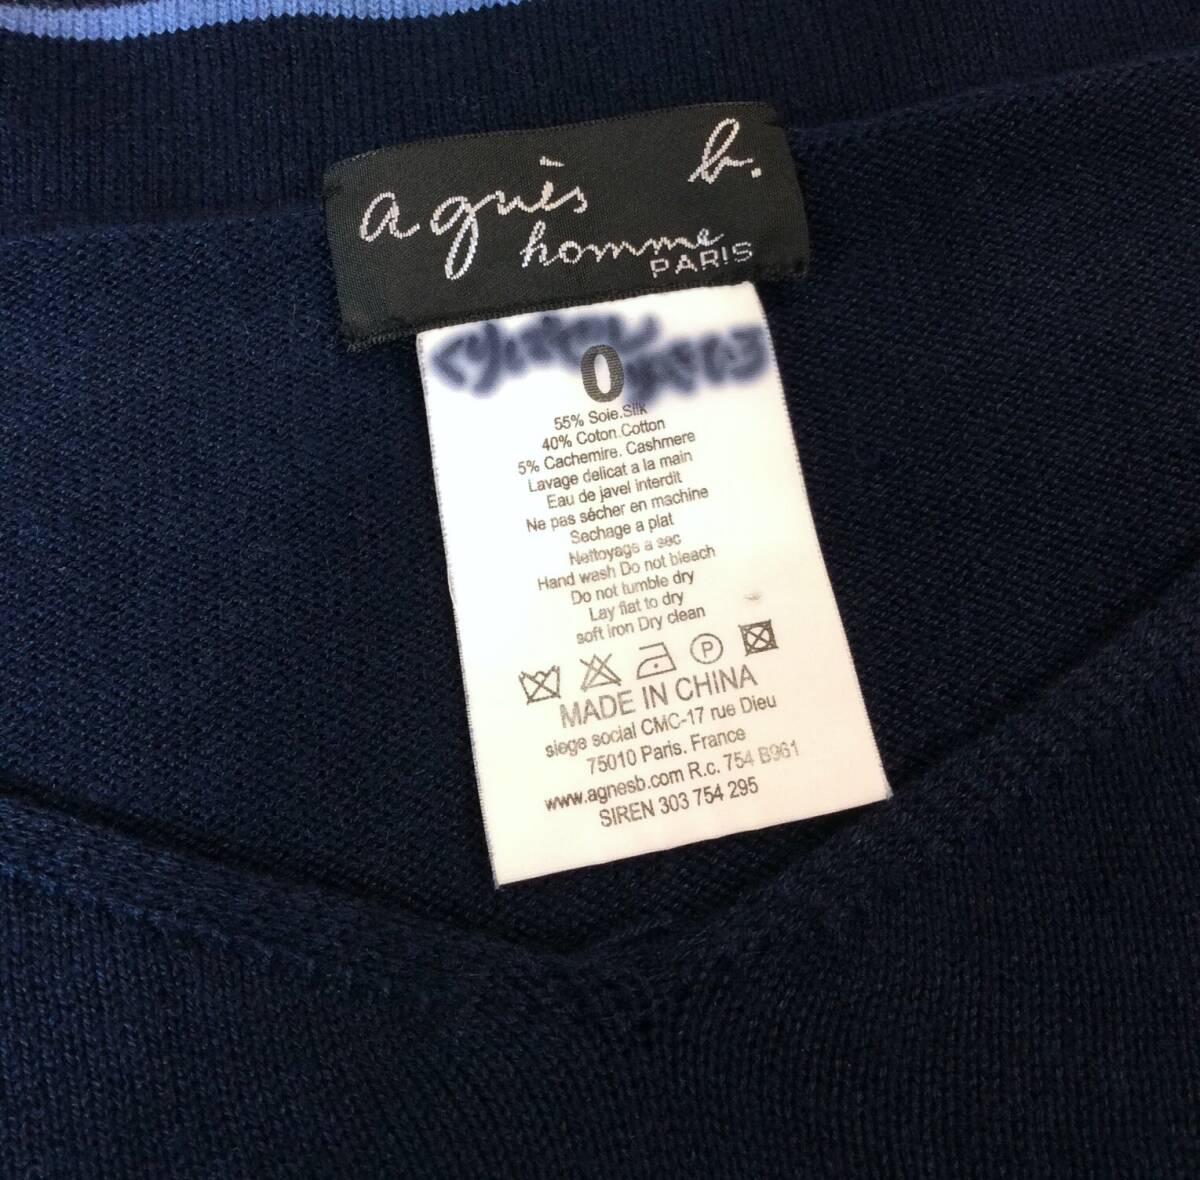 agnès b.
homme
PARIS
0
55% Soie.Silk
40% Coton.Cotton
5% Cachemire. Cashmere
Lavage delicat a la main
Eau de javel interdit
Ne pas sécher en machine
Sechage a plat
Nettoyage a sec
Hand wash Do not bleach
Do not tumble dry
Lay flat to dry
soft iron Dry clean
P
MADE IN CHINA
siege social CMC-17 rue Dieu
75010 Paris. France
www.agnesb.com R.c. 754 B961
SIREN 303 754 295